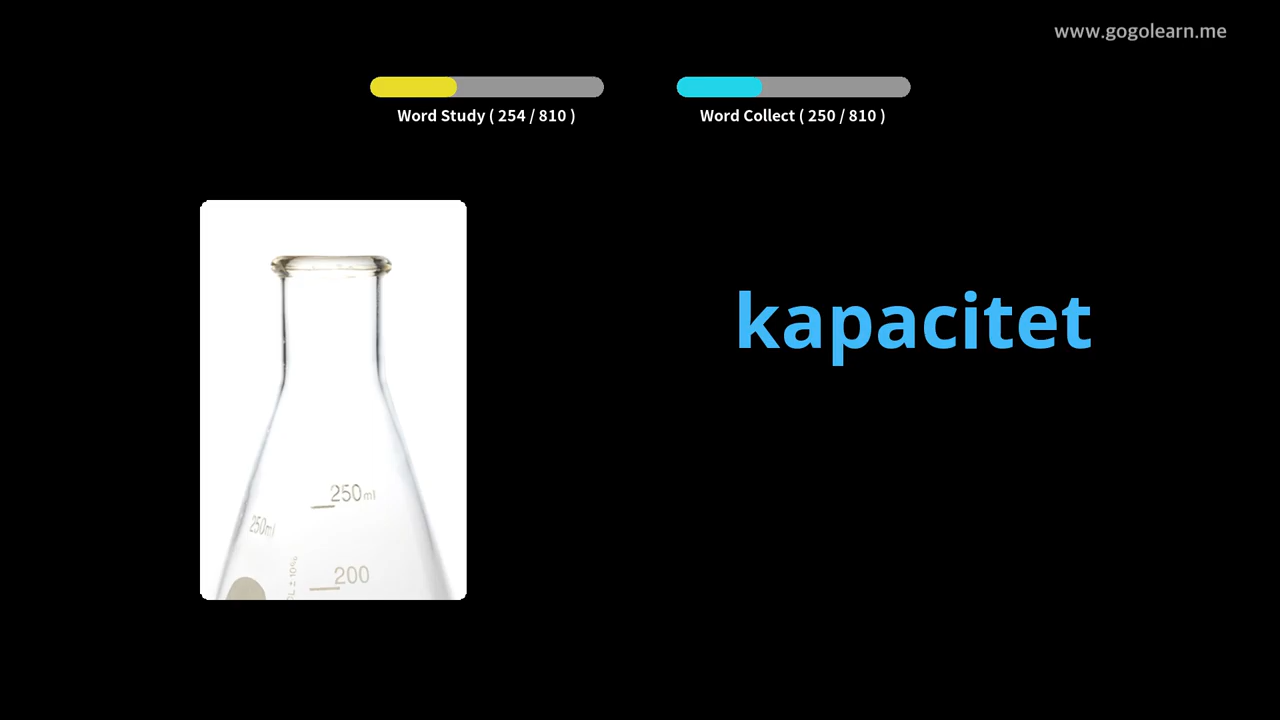 www.gogolearn.me
Word Study ( 254 / 810 )
Word Collect ( 250 / 810 )
kapacitet
250ml
250ml
200